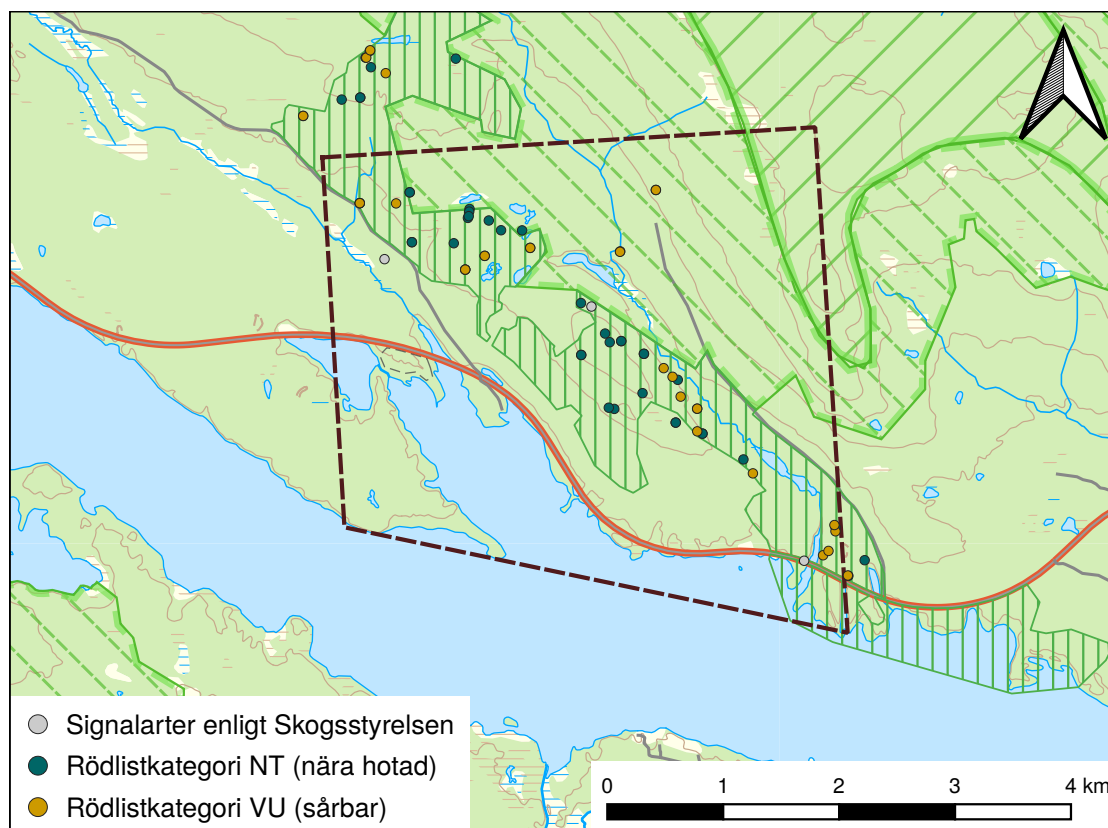 Signalarter enligt Skogsstyrelsen
Rödlistkategori NT (nära hotad)
Rödlistkategori VU (sårbar)
0 1 2 3 4 km